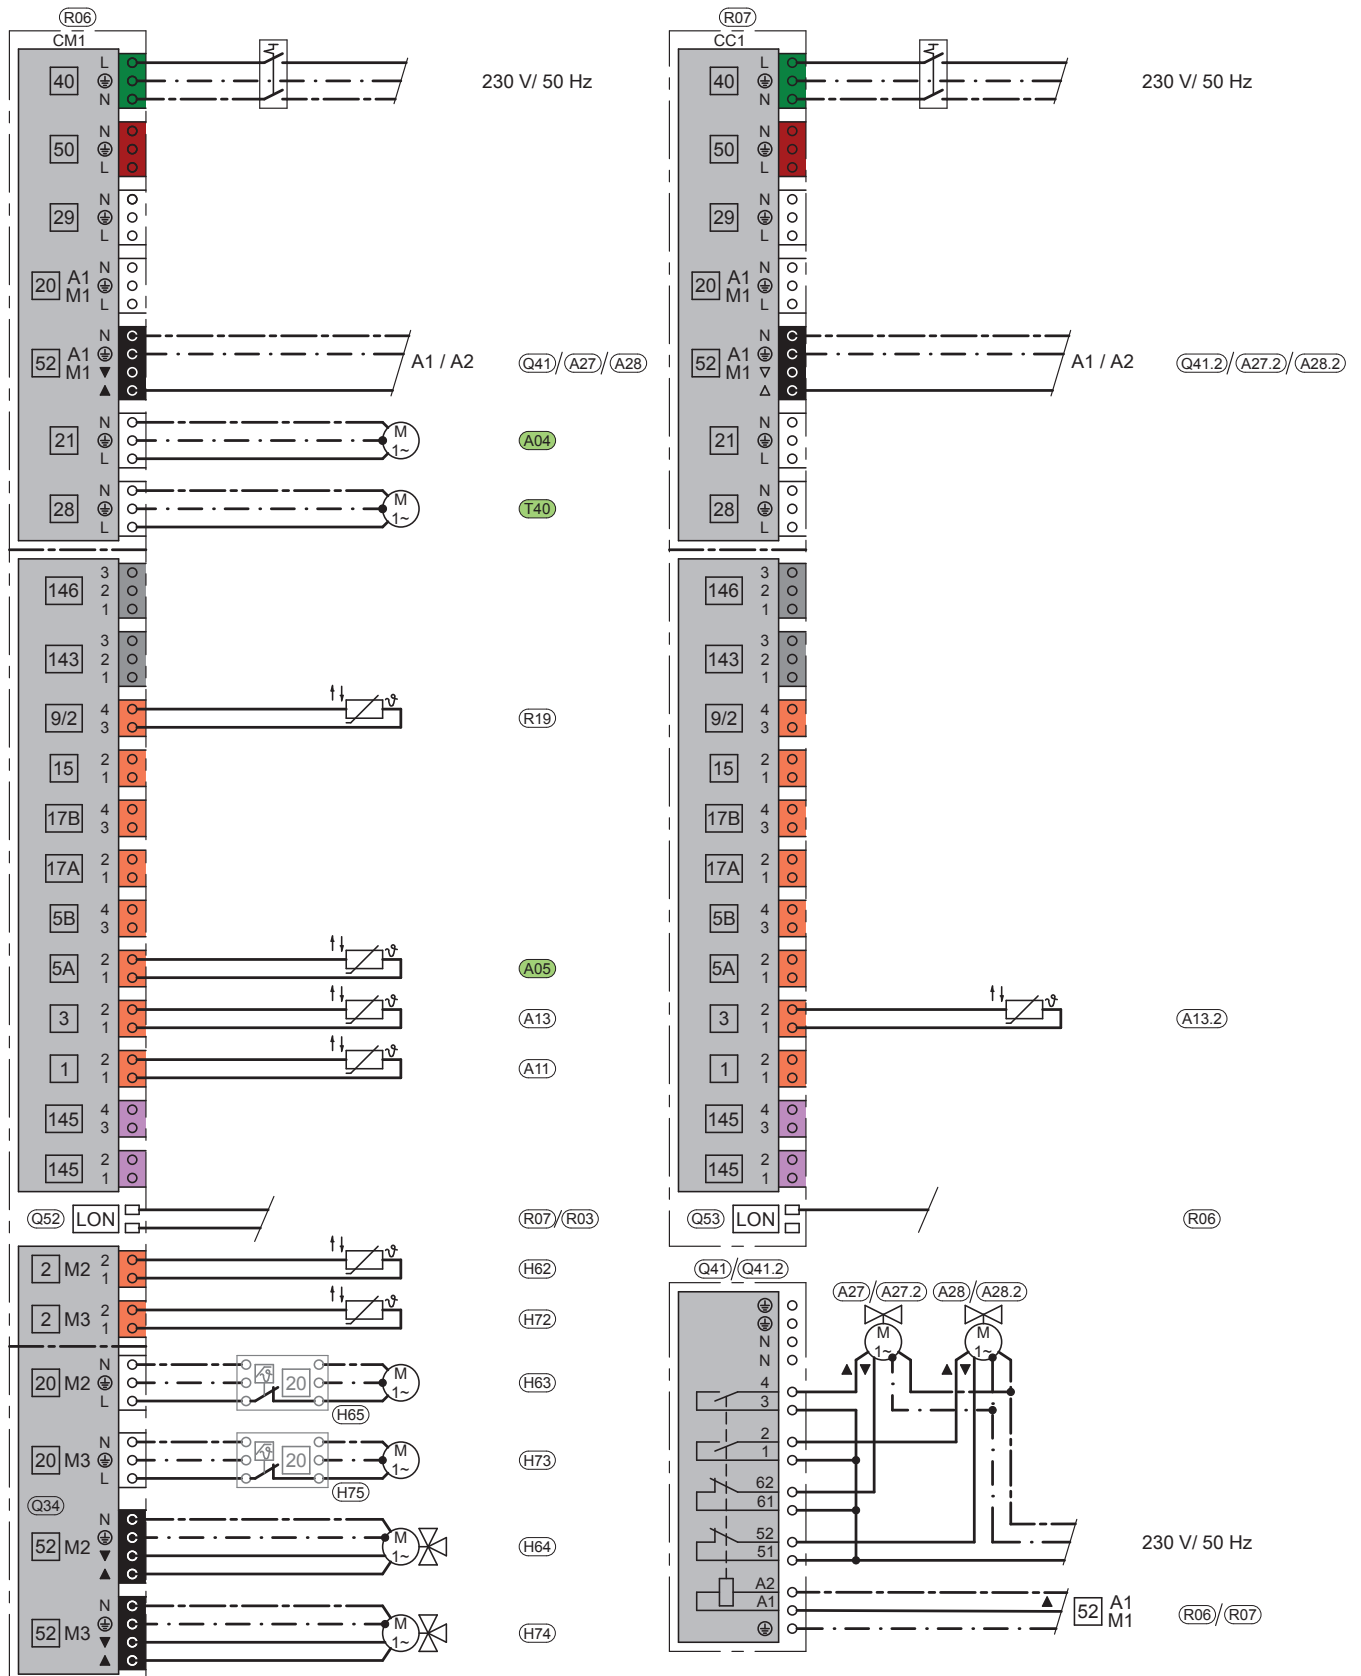 R06
CM1
40 L N
230 V/ 50 Hz
50 N L
29 N L
20 A1 M1 N L
52 A1 M1 N
A1 / A2
Q41/A27/A28
21 N L
M 1~
A04
28 N L
M 1~
T40
146 3 2 1
143 3 2 1
9/2 4 3
ϑ
R19
15 2 1
17B 4 3
17A 2 1
5B 4 3
5A 2 1
ϑ
A05
3 2 1
ϑ
A13
1 2 1
ϑ
A11
145 4 3
145 2 1
Q52 LON
R07/R03
2 M2 2 1
ϑ
H62
2 M3 2 1
ϑ
H72
20 M2 N L
ϑ 20
M 1~
H63
H65
20 M3 N L
ϑ 20
M 1~
H73
H75
Q34
52 M2 N
M 1~
H64
52 M3 N
M 1~
H74
R07
CC1
40 L N
230 V/ 50 Hz
50 N L
29 N L
20 A1 M1 N L
52 A1 M1 N
A1 / A2
Q41.2/A27.2/A28.2
21 N L
28 N L
146 3 2 1
143 3 2 1
9/2 4 3
15 2 1
17B 4 3
17A 2 1
5B 4 3
5A 2 1
3 2 1
ϑ
A13.2
1 2 1
145 4 3
145 2 1
Q53 LON
R06
Q41/Q41.2
A27/A27.2 A28/A28.2
M 1~
M 1~
N
N
4
3
2
1
62
61
52
51
230 V/ 50 Hz
A2
A1
52 A1 M1
R06/R07